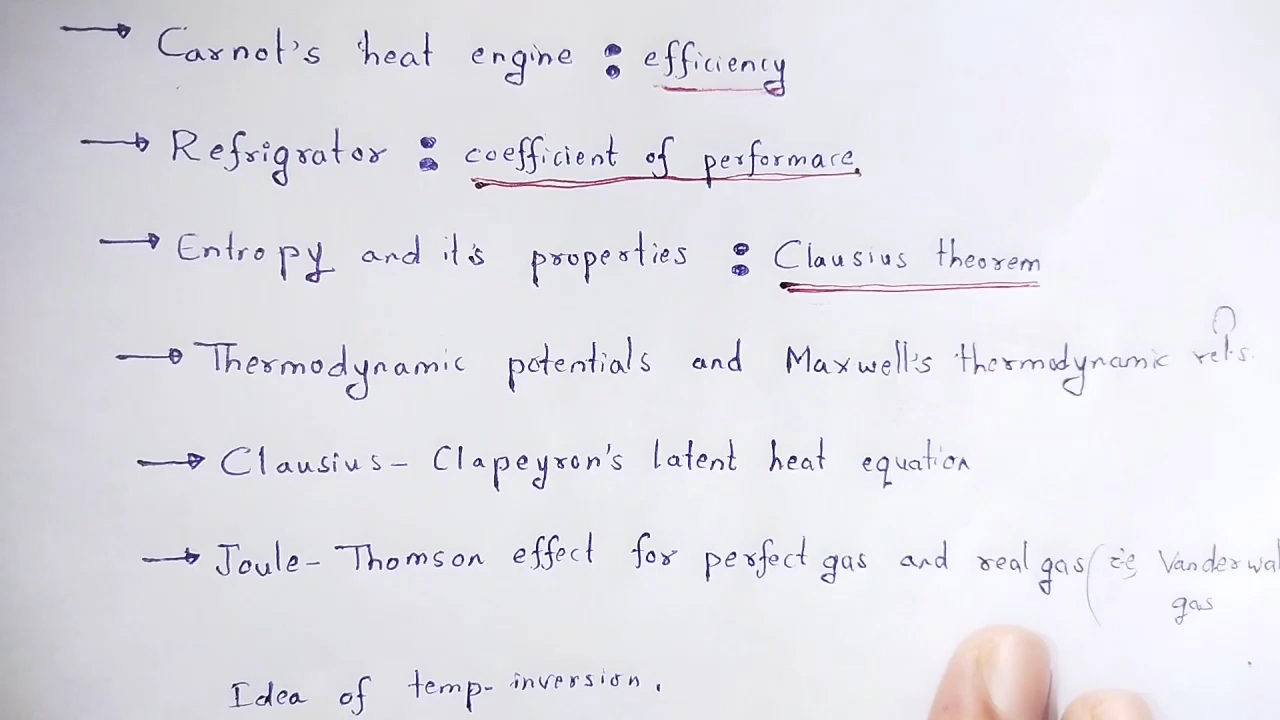 → Carnot's heat engine : efficiency
→ Refrigrator : coefficient of performace.
→ Entropy and it's properties : Clausius theorem
→ Thermodynamic potentials and Maxwell's thermodynamic rels.
→ Clausius - Clapeyron's latent heat equation
→ Joule - Thomson effect for perfect gas and real gas ( Vanderwal
gas
Idea of temp- inversion.